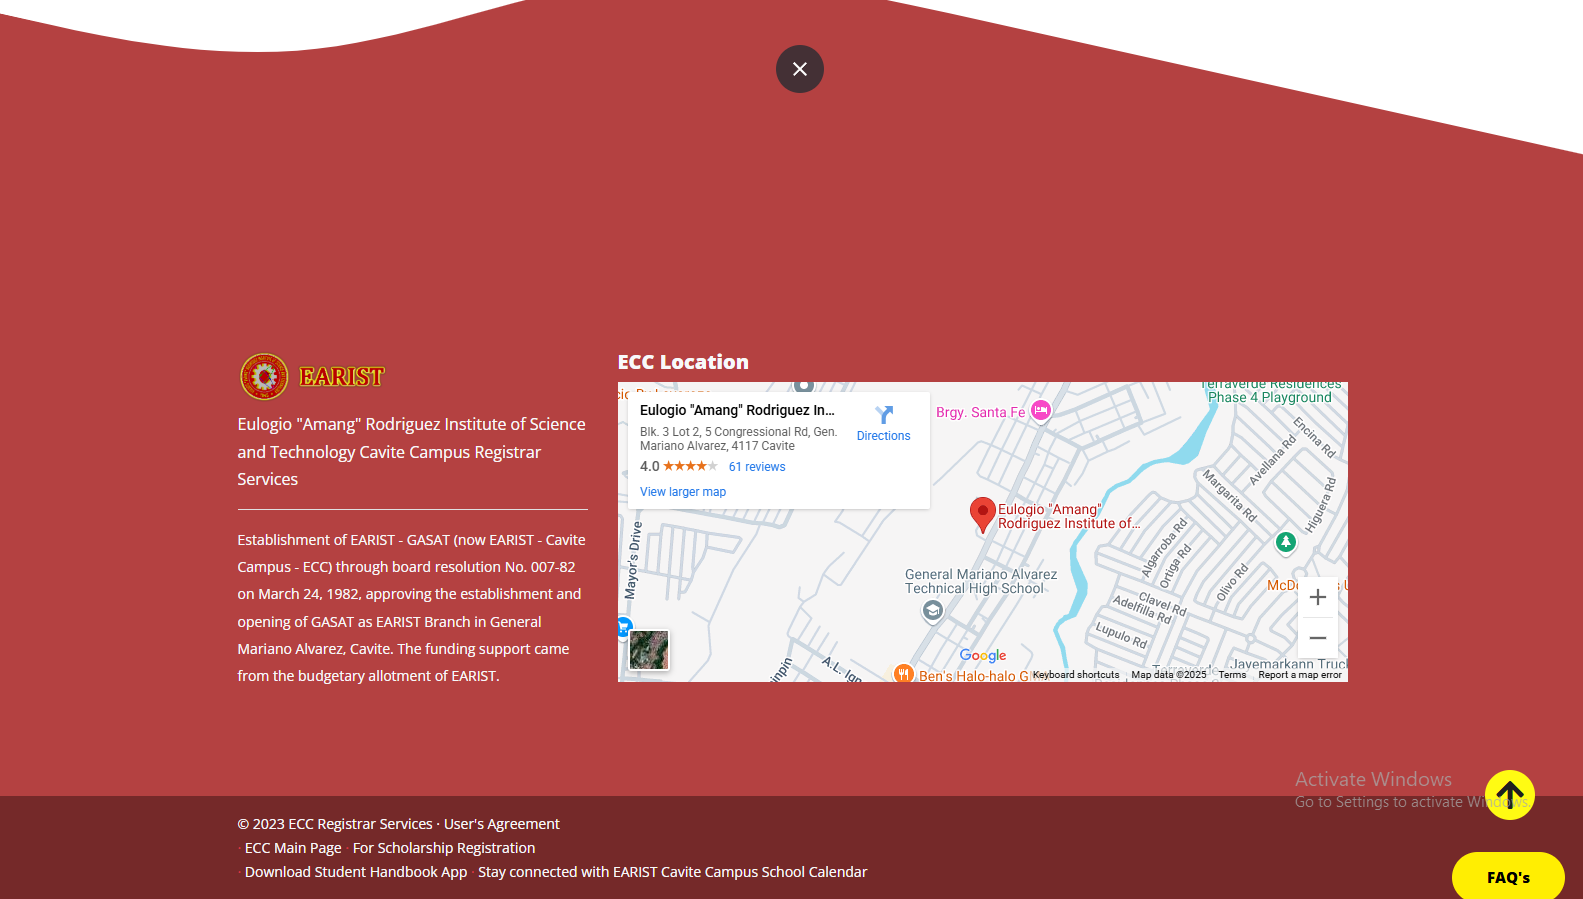 EARIST
Eulogio "Amang" Rodriguez Institute of Science
and Technology Cavite Campus Registrar
Services
Establishment of EARIST - GASAT (now EARIST - Cavite
Campus - ECC) through board resolution No. 007-82
on March 24, 1982, approving the establishment and
opening of GASAT as EARIST Branch in General
Mariano Alvarez, Cavite. The funding support came
from the budgetary allotment of EARIST.
ECC Location
Eulogio "Amang" Rodriguez In...
Blk. 3 Lot 2, 5 Congressional Rd, Gen.
Mariano Alvarez, 4117 Cavite
4.0
61 reviews
View larger map
Directions
Brgy. Santa Fe
Terraverde Residences
Phase 4 Playground
Encina Rd
Avellana Rd
Margarita Rd
Higuera Rd
Eulogio "Amang"
Rodriguez Institute of...
Algarroba Rd
Ortiga Rd
Mayor's Drive
General Mariano Alvarez
Technical High School
Olivo Rd
Clavel Rd
Adelfilla Rd
Lupulo Rd
Google
A.L.
Ben's Halo-halo
Javemarkann
Keyboard shortcuts
Map data ©2025
Terms
Report a map error
Activate Windows
Go to Settings to activate Windows.
© 2023 ECC Registrar Services · User's Agreement
· ECC Main Page · For Scholarship Registration
· Download Student Handbook App · Stay connected with EARIST Cavite Campus School Calendar
FAQ's